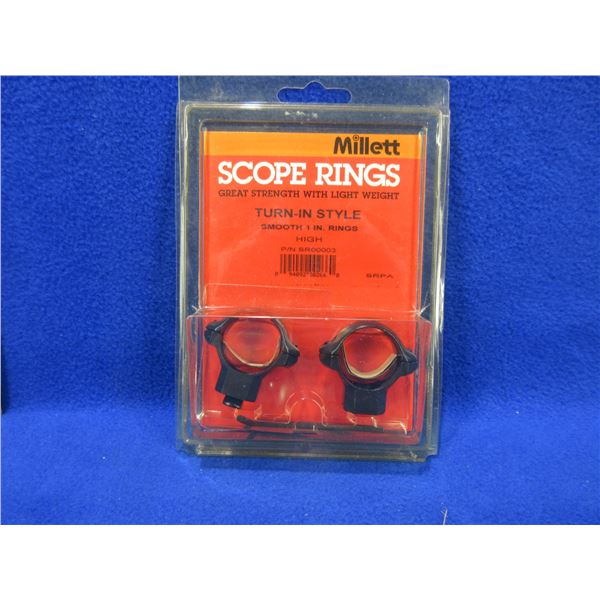 Millett
SCOPE RINGS
GREAT STRENGTH WITH LIGHT WEIGHT
TURN-IN STYLE
SMOOTH 1 IN. RINGS
HIGH
P/N SR00003
SRPA